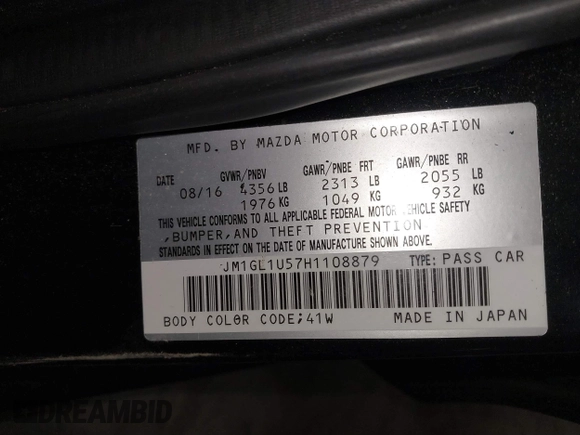 MFD. BY MAZDA MOTOR CORPORATION
DATE GVWR/PNBV GAWR/PNBE FRT GAWR/PNBE RR
08/16 4356 LB 2313 LB 2055 LB
1976 KG 1049 KG 932 KG
THIS VEHICLE CONFORMS TO ALL APPLICABLE FEDERAL MOTOR VEHICLE SAFETY
,BUMPER,AND THEFT PREVENTION
STANDARDS IN EFFECT ON THE DATE OF MANUFACTURE SHOWN ABOVE.
JM1GL1U57H1108879 TYPE: PASS CAR
BODY COLOR CODE;41W MADE IN JAPAN
DREAMBID